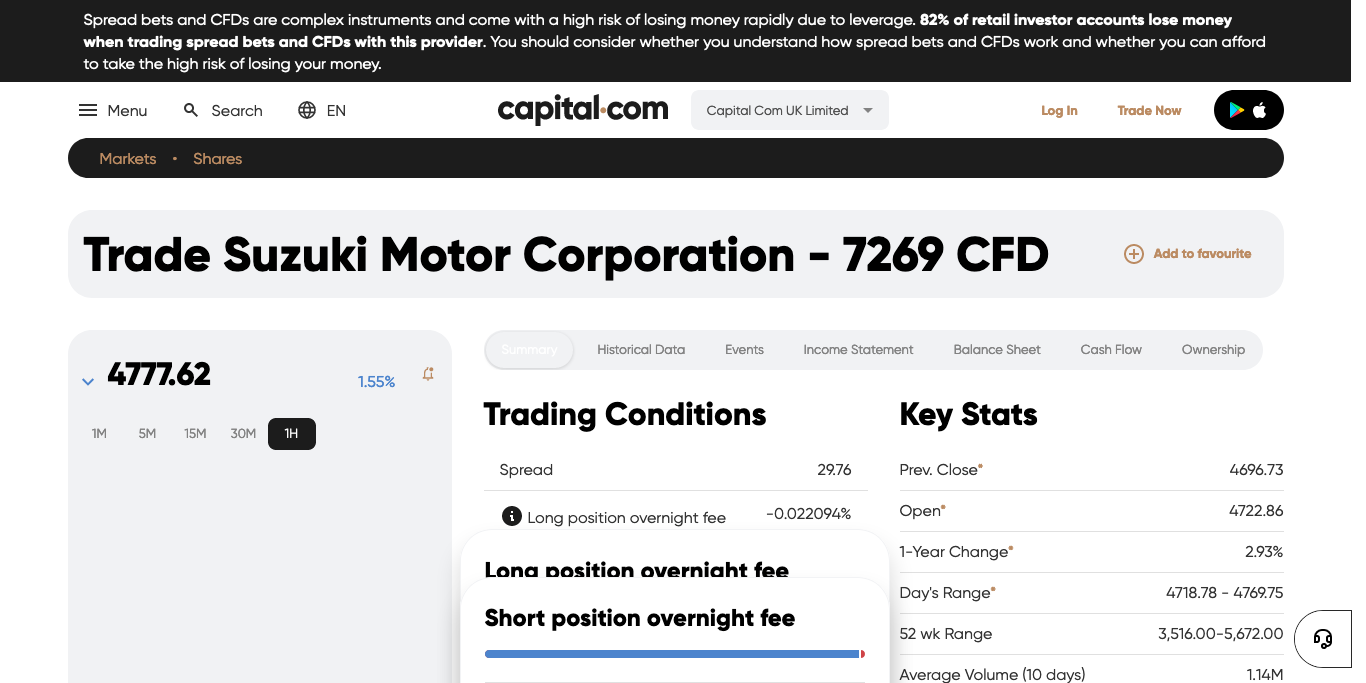 Spread bets and CFDs are complex instruments and come with a high risk of losing money rapidly due to leverage. 82% of retail investor accounts lose money
when trading spread bets and CFDs with this provider. You should consider whether you understand how spread bets and CFDs work and whether you can afford
to take the high risk of losing your money.
Menu Search EN capital.com Capital Com UK Limited Log In Trade Now
Markets • Shares
Trade Suzuki Motor Corporation - 7269 CFD
Add to favourite
4777.62 1.55%
1M 5M 15M 30M 1H
Summary Historical Data Events Income Statement Balance Sheet Cash Flow Ownership
Trading Conditions
Spread 29.76
Long position overnight fee -0.022094%
Long position overnight fee
Short position overnight fee
Key Stats
Prev. Close* 4696.73
Open* 4722.86
1-Year Change* 2.93%
Day's Range* 4718.78 - 4769.75
52 wk Range 3,516.00-5,672.00
Average Volume (10 days) 1.14M